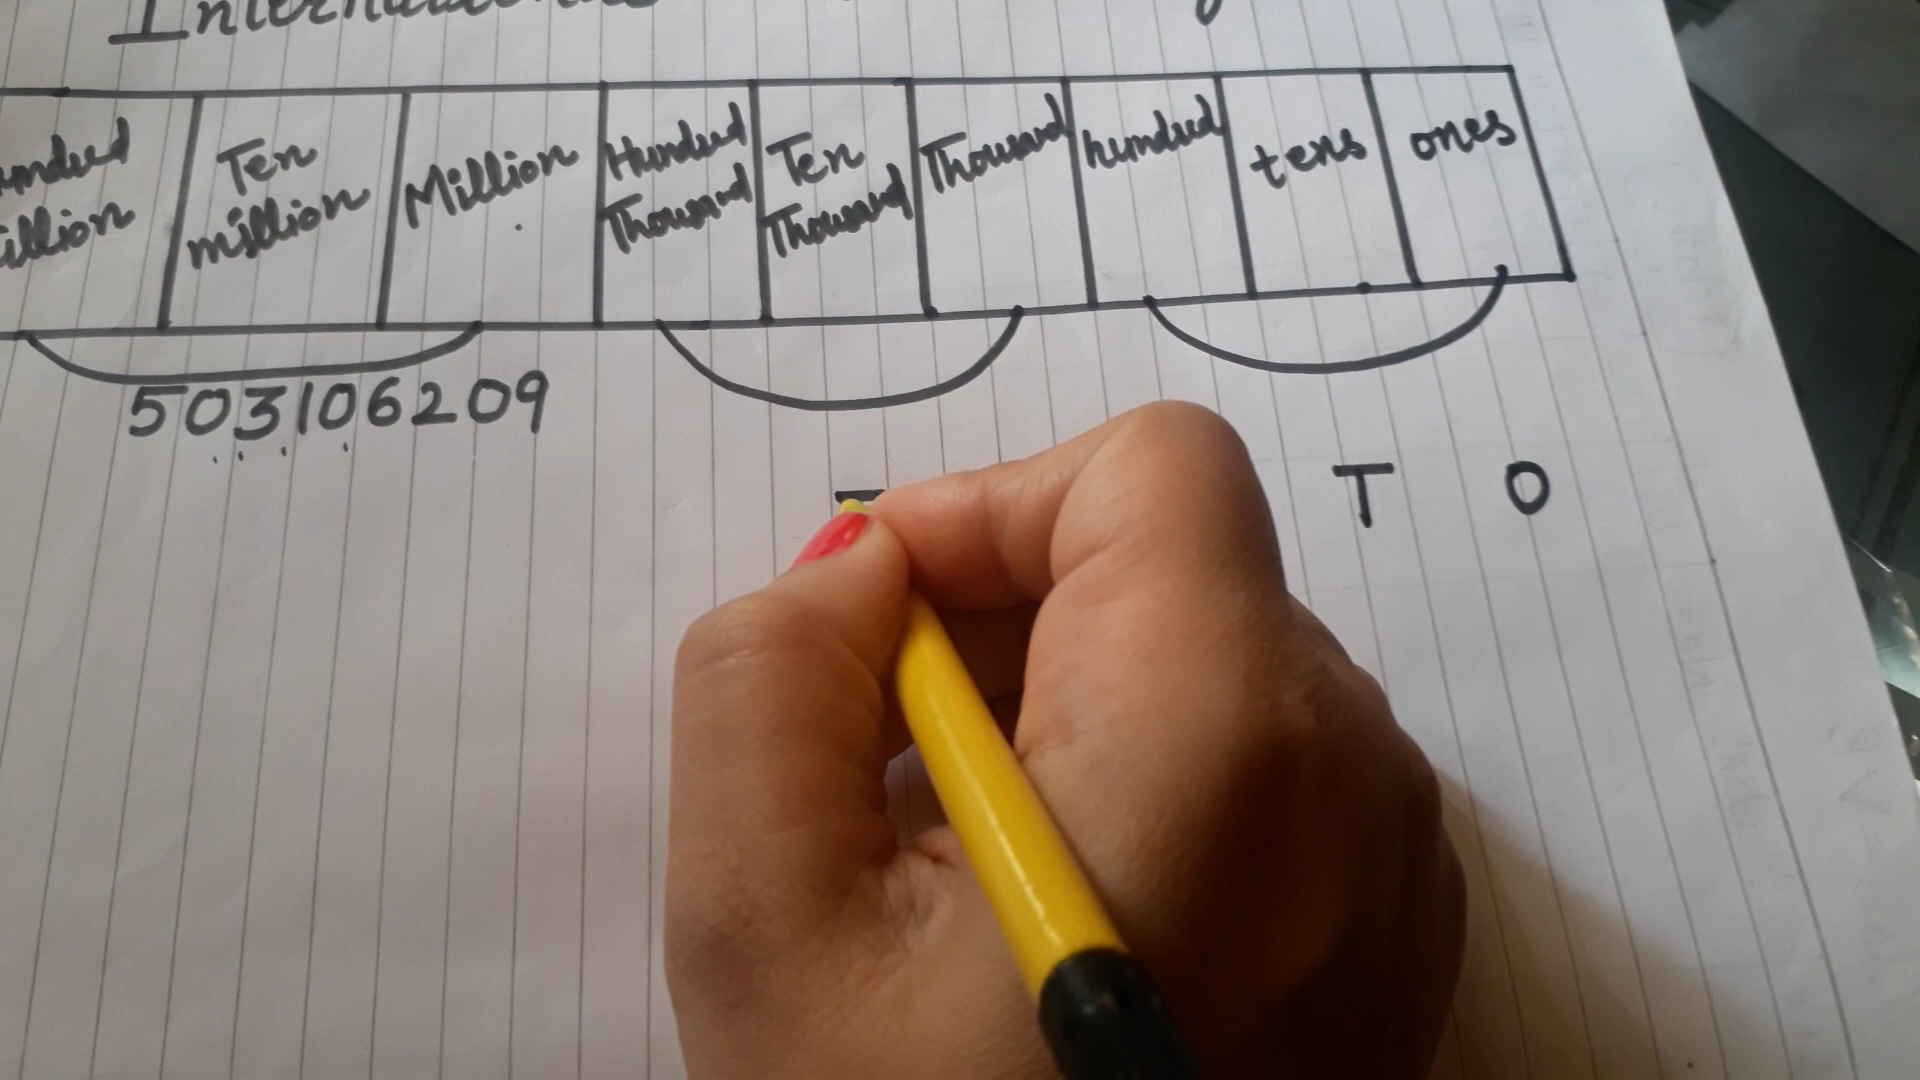 hundred tens ones
Hundred Thousand Ten Thousand Thousand
Ten million Million
503106209
T O